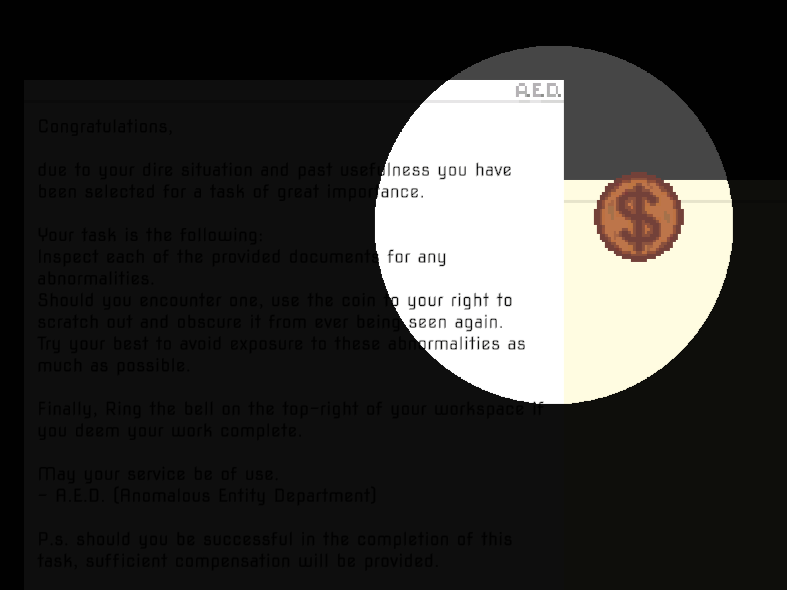 A.E.D.
Congratulations,
due to your dire situation and past usefulness you have
been selected for a task of great importance.
Your task is the following:
Inspect each of the provided documents for any
abnormalities.
Should you encounter one, use the coin to your right to
scratch out and obscure it from ever being seen again.
Try your best to avoid exposure to these abnormalities as
much as possible.
Finally, Ring the bell on the top-right of your workspace if
you deem your work complete.
May your service be of use.
- A.E.D. (Anomalous Entity Department)
P.s. should you be successful in the completion of this
task, sufficient compensation will be provided.
$